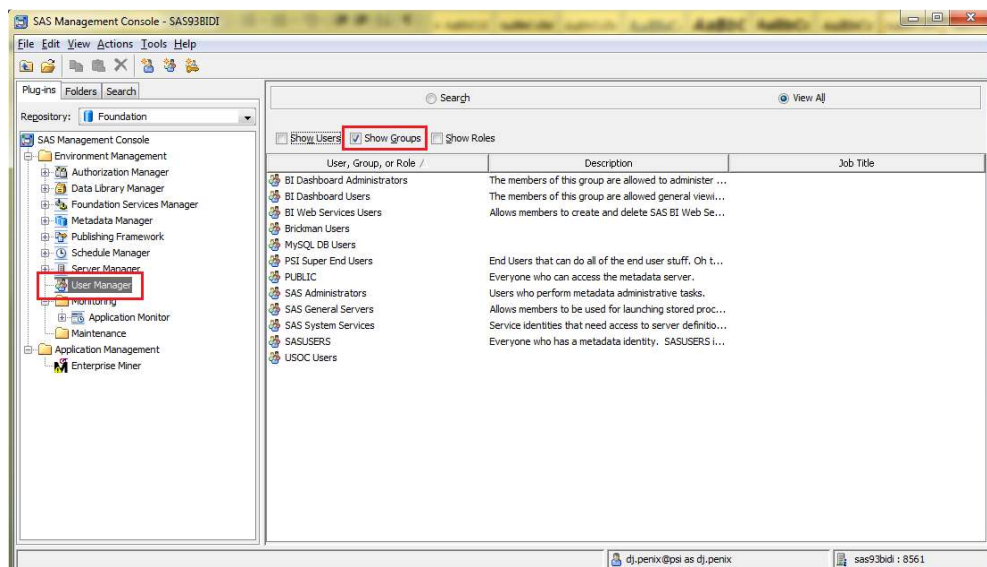 SAS Management Console - SAS93BIDI
File Edit View Actions Tools Help
Plug-ins Folders Search
Repository: Foundation
SAS Management Console
Environment Management
Authorization Manager
Data Library Manager
Foundation Services Manager
Metadata Manager
Publishing Framework
Schedule Manager
Server Manager
User Manager
Monitoring
Application Monitor
Maintenance
Application Management
Enterprise Miner
Search View All
Show Users Show Groups Show Roles
User, Group, or Role / Description Job Title
BI Dashboard Administrators The members of this group are allowed to administer ...
BI Dashboard Users The members of this group are allowed general viewi...
BI Web Services Users Allows members to create and delete SAS BI Web Se...
Brickman Users
MySQL DB Users
PSI Super End Users End Users that can do all of the end user stuff. Oh t...
PUBLIC Everyone who can access the metadata server.
SAS Administrators Users who perform metadata administrative tasks.
SAS General Servers Allows members to be used for launching stored proc...
SAS System Services Service identities that need access to server definitio...
SASUSERS Everyone who has a metadata identity. SASUSERS i...
USOC Users
dj.penix@psi as dj.penix sas93bidi : 8561